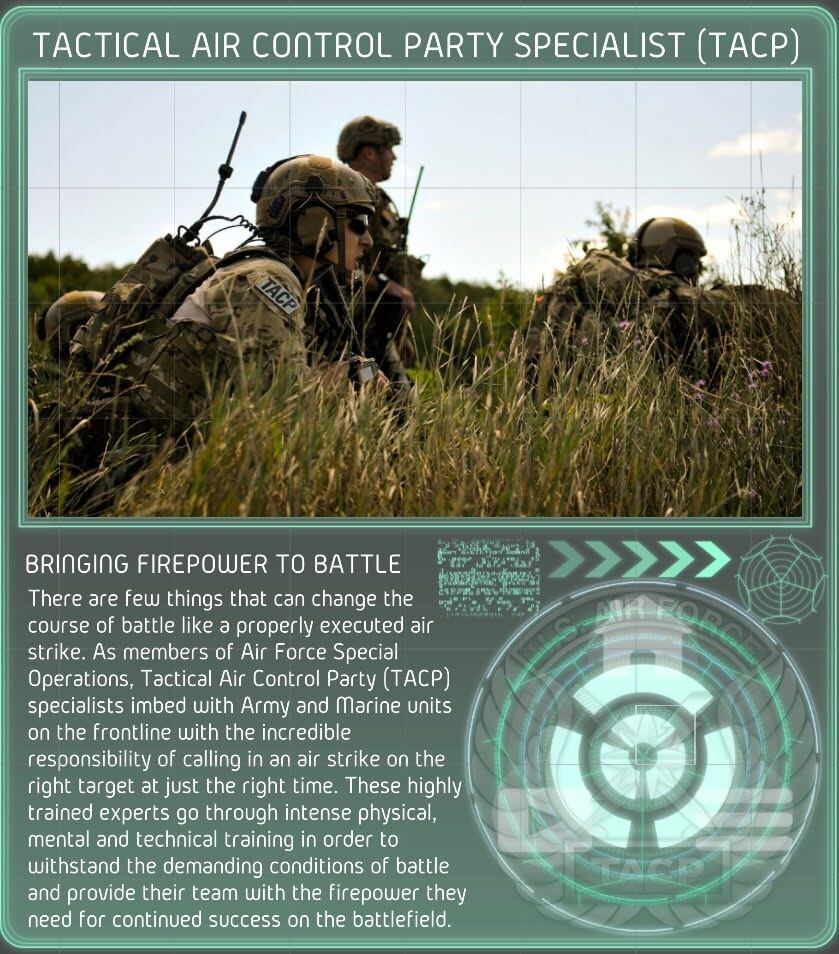 TACTICAL AIR CONTROL PARTY SPECIALIST (TACP)
TACP
BRINGING FIREPOWER TO BATTLE
There are few things that can change the
course of battle like a properly executed air
strike. As members of Air Force Special
Operations, Tactical Air Control Party (TACP)
specialists imbed with Army and Marine units
on the frontline with the incredible
responsibility of calling in an air strike on the
right target at just the right time. These highly
trained experts go through intense physical,
mental and technical training in order to
withstand the demanding conditions of battle
and provide their team with the firepower they
need for continued success on the battlefield.
U.S. AIR FORCE
TACP